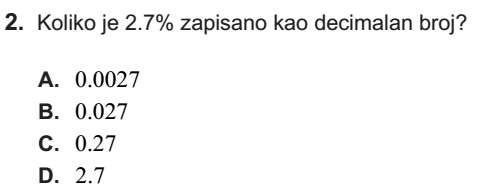 2. Koliko je 2.7% zapisano kao decimalan broj?
A. 0.0027
B. 0.027
C. 0.27
D. 2.7